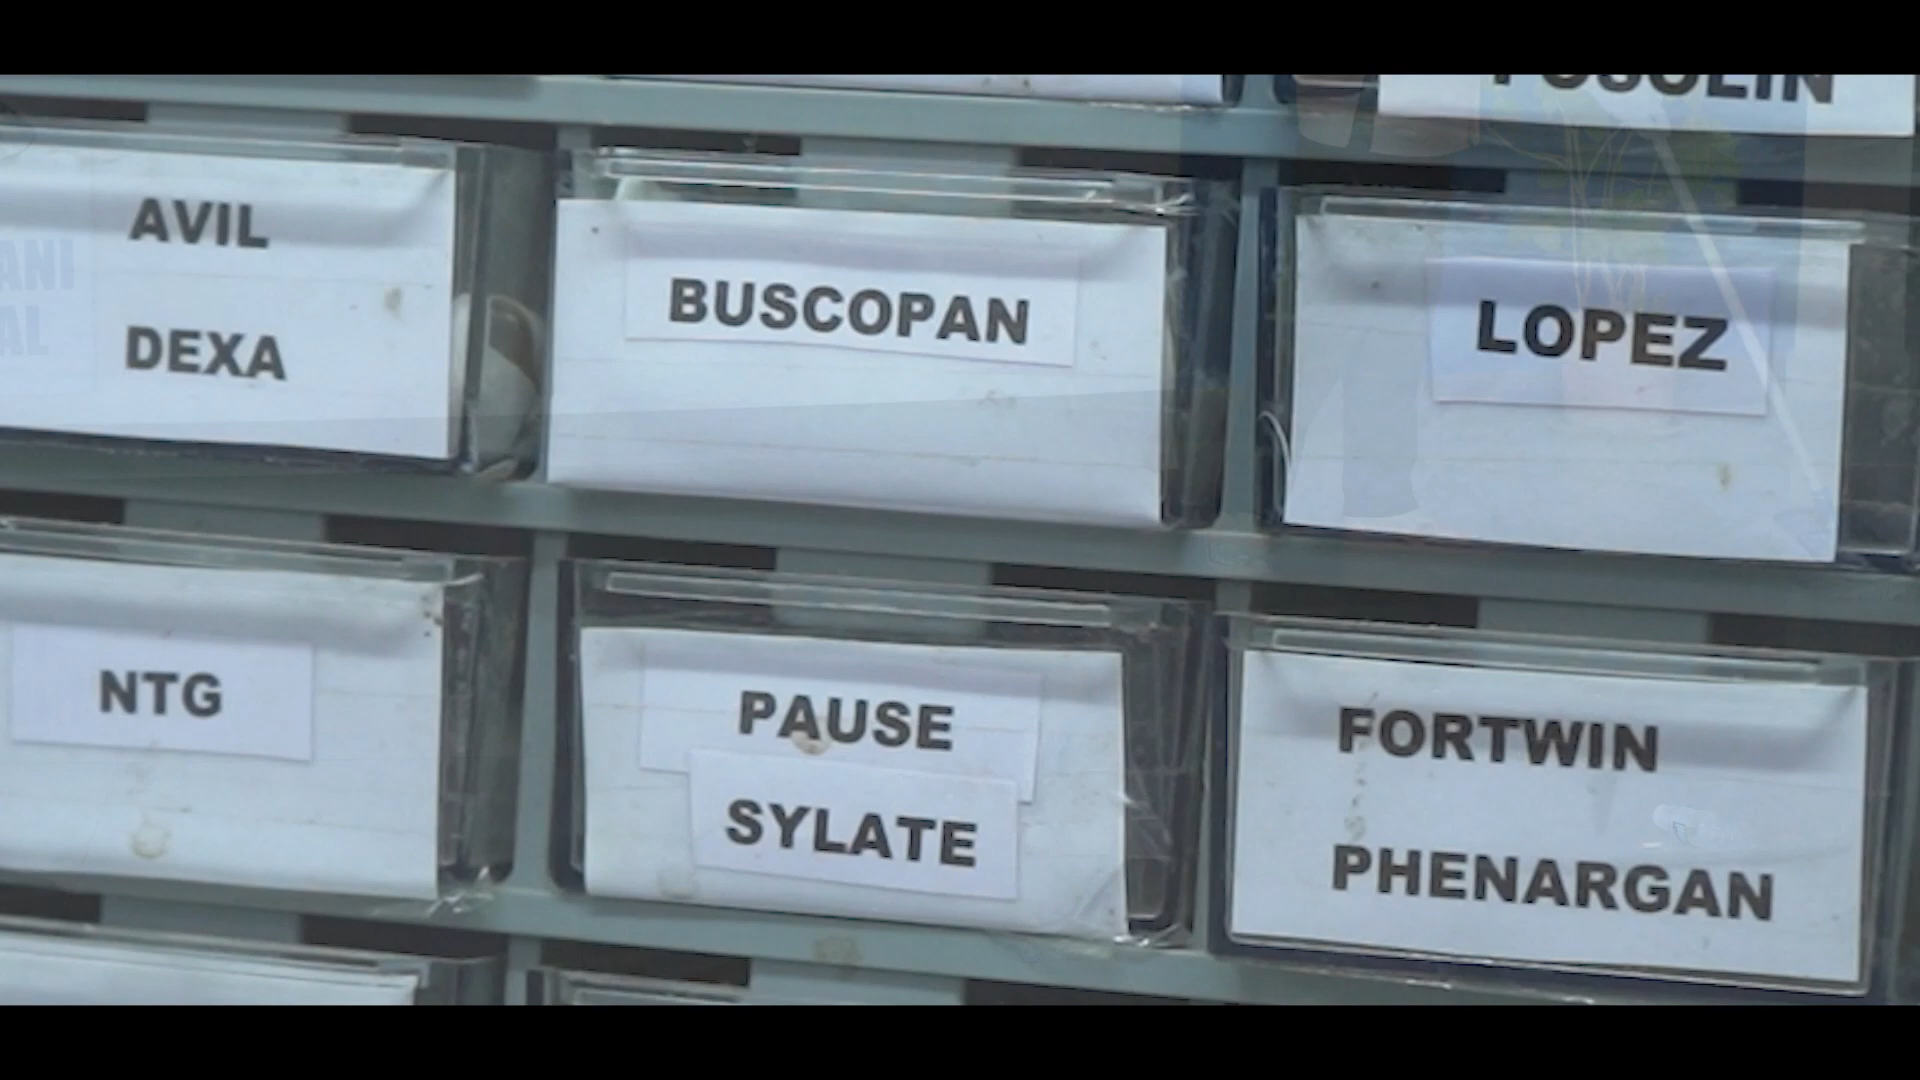 AVIL
DEXA
BUSCOPAN
LOPEZ
NTG
PAUSE
SYLATE
FORTWIN
PHENARGAN